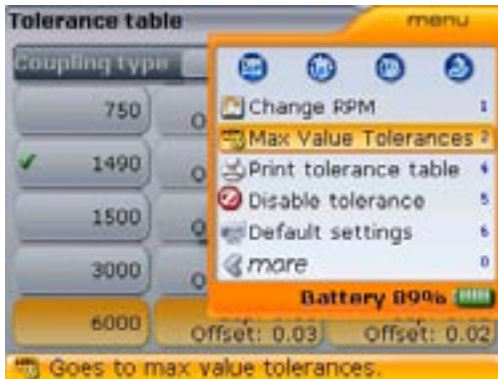 Tolerance table
menu
Coupling type
750
Change RPM 1
Max Value Tolerances
1490
Print tolerance table
Disable tolerance 5
1500
Default settings 6
3000
more 0
Battery 89%
6000
Offset: 0.03
Offset: 0.02
Goes to max value tolerances.